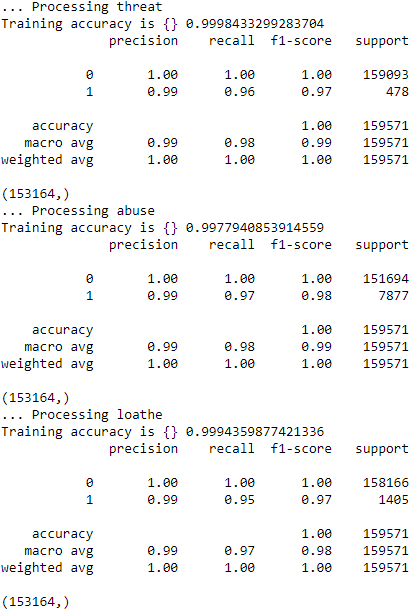 ... Processing threat
Training accuracy is {} 0.9998433299283704
precision recall f1-score support
0 1.00 1.00 1.00 159093
1 0.99 0.96 0.97 478
accuracy 1.00 159571
macro avg 0.99 0.98 0.99 159571
weighted avg 1.00 1.00 1.00 159571
(153164,)
... Processing abuse
Training accuracy is {} 0.9977940853914559
precision recall f1-score support
0 1.00 1.00 1.00 151694
1 0.99 0.97 0.98 7877
accuracy 1.00 159571
macro avg 0.99 0.98 0.99 159571
weighted avg 1.00 1.00 1.00 159571
(153164,)
... Processing loathe
Training accuracy is {} 0.9994359877421336
precision recall f1-score support
0 1.00 1.00 1.00 158166
1 0.99 0.95 0.97 1405
accuracy 1.00 159571
macro avg 0.99 0.97 0.98 159571
weighted avg 1.00 1.00 1.00 159571
(153164,)